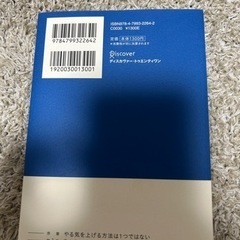 9784799322642
1920030013001
ISBN978-4-7993-2264-2
C0030 ¥1300E
定価 本体1300円
Discover
ディスカヴァー・トゥエンティワン
やる気を上げる方法は1つではない